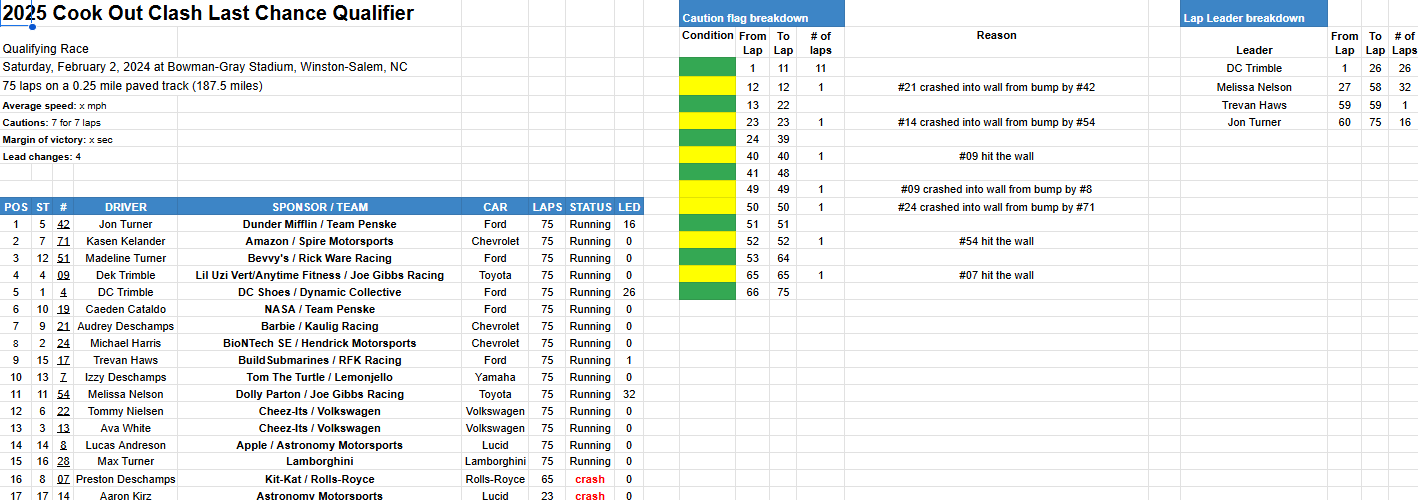 2025 Cook Out Clash Last Chance Qualifier
Qualifying Race
Saturday, February 2, 2024 at Bowman-Gray Stadium, Winston-Salem, NC
75 laps on a 0.25 mile paved track (187.5 miles)
Average speed: x mph
Cautions: 7 for 7 laps
Margin of victory: x sec
Lead changes: 4
POS ST # DRIVER SPONSOR / TEAM CAR LAPS STATUS LED
1 5 42 Jon Turner Dunder Mifflin / Team Penske Ford 75 Running 16
2 7 71 Kasen Kelander Amazon / Spire Motorsports Chevrolet 75 Running 0
3 12 51 Madeline Turner Bevvy's / Rick Ware Racing Ford 75 Running 0
4 4 09 Dek Trimble Lil Uzi Vert/Anytime Fitness / Joe Gibbs Racing Toyota 75 Running 0
5 1 4 DC Trimble DC Shoes / Dynamic Collective Ford 75 Running 26
6 10 19 Caeden Cataldo NASA / Team Penske Ford 75 Running 0
7 9 21 Audrey Deschamps Barbie / Kaulig Racing Chevrolet 75 Running 0
8 2 24 Michael Harris BioNTech SE / Hendrick Motorsports Chevrolet 75 Running 0
9 15 17 Trevan Haws BuildSubmarines / RFK Racing Ford 75 Running 1
10 13 7 Izzy Deschamps Tom The Turtle / Lemonjello Yamaha 75 Running 0
11 11 54 Melissa Nelson Dolly Parton / Joe Gibbs Racing Toyota 75 Running 32
12 6 22 Tommy Nielsen Cheez-Its / Volkswagen Volkswagen 75 Running 0
13 3 13 Ava White Cheez-Its / Volkswagen Volkswagen 75 Running 0
14 14 8 Lucas Andreson Apple / Astronomy Motorsports Lucid 75 Running 0
15 16 28 Max Turner Lamborghini Lamborghini 75 Running 0
16 8 07 Preston Deschamps Kit-Kat / Rolls-Royce Rolls-Royce 65 crash 0
17 17 14 Aaron Kirz Astronomy Motorsports Lucid 23 crash 0
Caution flag breakdown
Condition From Lap To Lap # of laps Reason
1 11 11
12 12 1 #21 crashed into wall from bump by #42
13 22
23 23 1 #14 crashed into wall from bump by #54
24 39
40 40 1 #09 hit the wall
41 48
49 49 1 #09 crashed into wall from bump by #8
50 50 1 #24 crashed into wall from bump by #71
51 51
52 52 1 #54 hit the wall
53 64
65 65 1 #07 hit the wall
66 75
Lap Leader breakdown
Leader From Lap To Lap # of Laps
DC Trimble 1 26 26
Melissa Nelson 27 58 32
Trevan Haws 59 59 1
Jon Turner 60 75 16